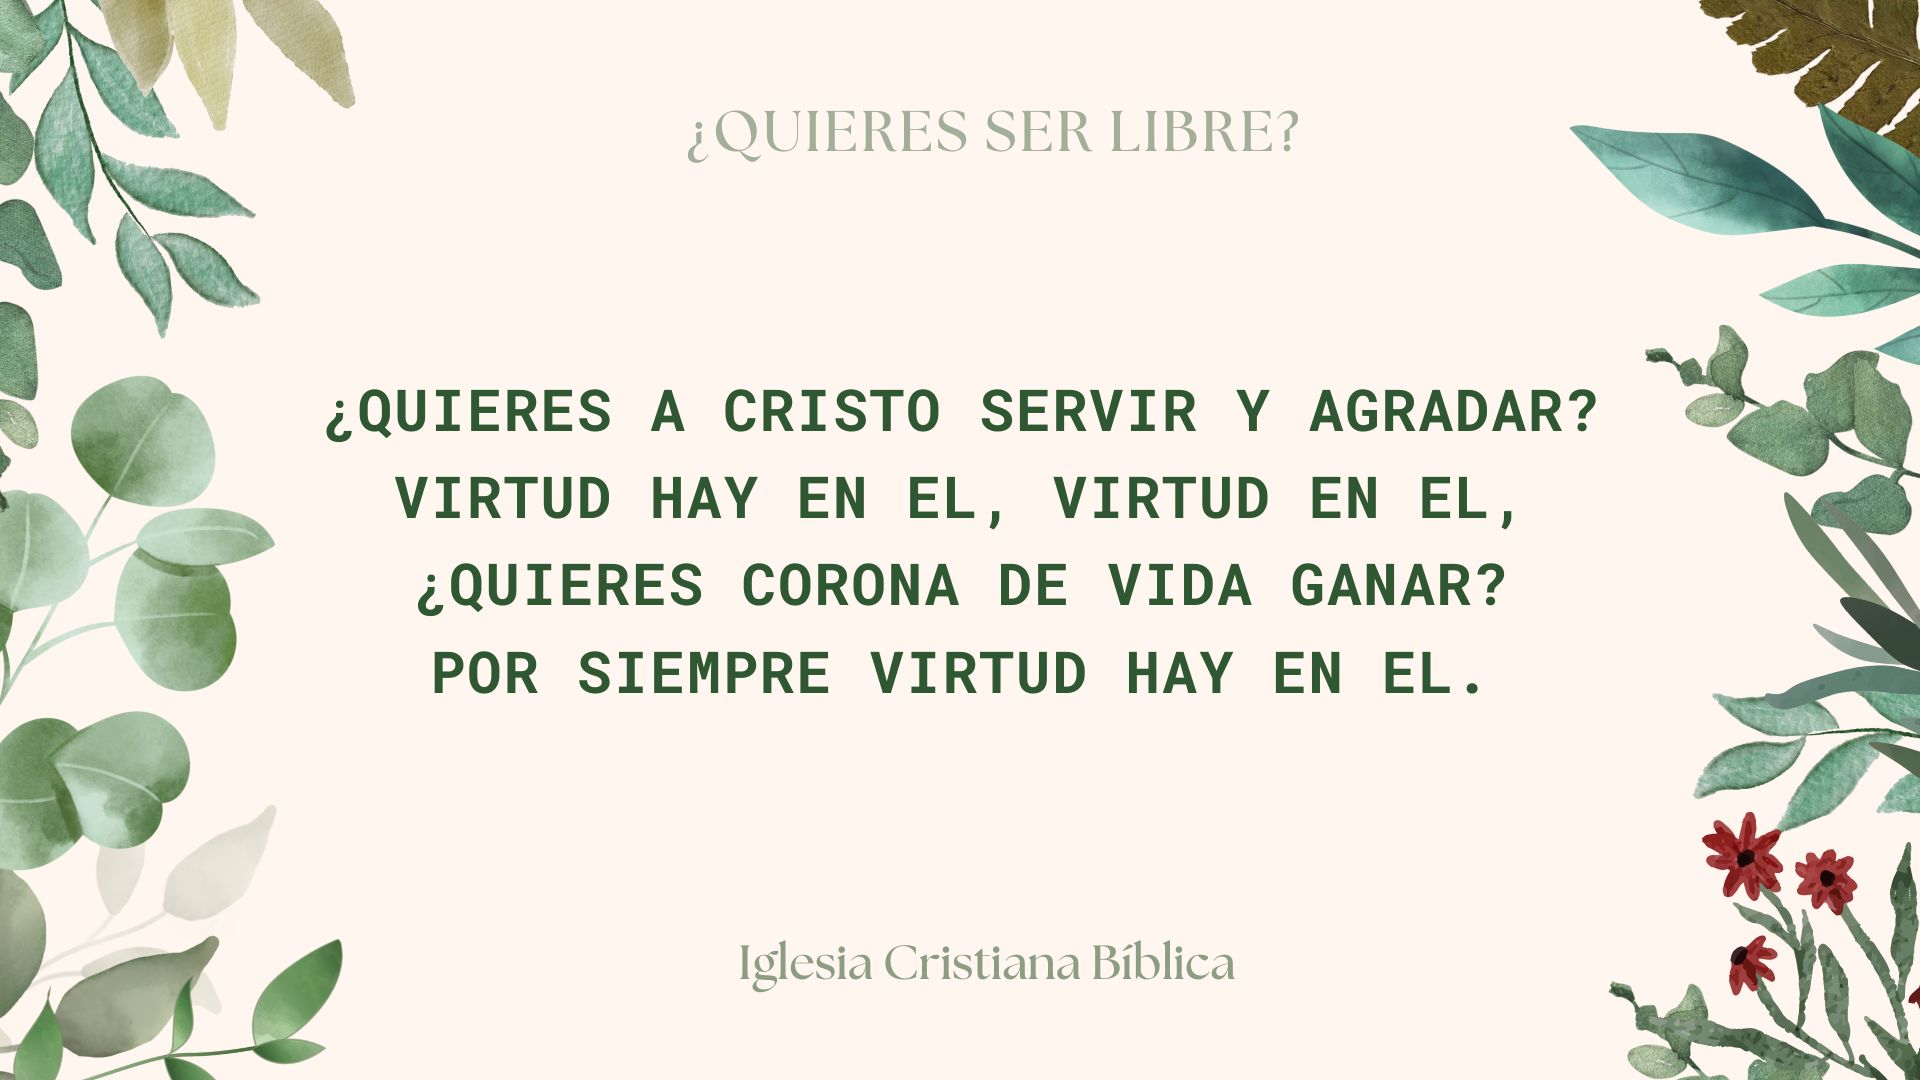 ¿QUIERES SER LIBRE?
¿QUIERES A CRISTO SERVIR Y AGRADAR?
VIRTUD HAY EN EL, VIRTUD EN EL,
¿QUIERES CORONA DE VIDA GANAR?
POR SIEMPRE VIRTUD HAY EN EL.
Iglesia Cristiana Bíblica